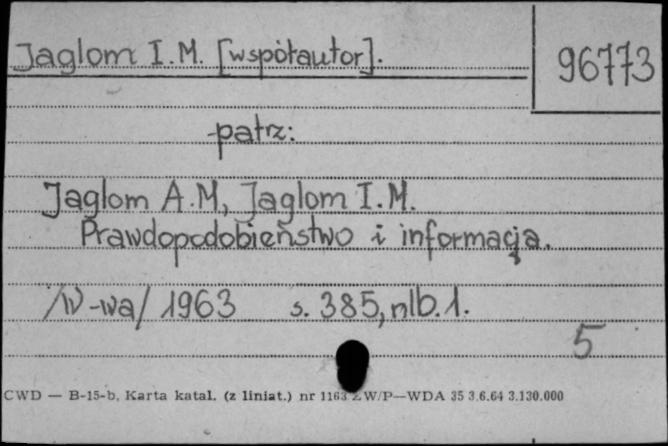 Jaglom I.M. [współautor].
96773
patrz:
Jaglom A.M, Jaglom I.M.
Prawdopodobieństwo i informacja.
/W-wa/ 1963 s. 385, nlb. 1.
5
CWD — B-15-b, Karta katal. (z liniat.) nr 1163 ZW/P—WDA 35 3.6.64 3.130.000